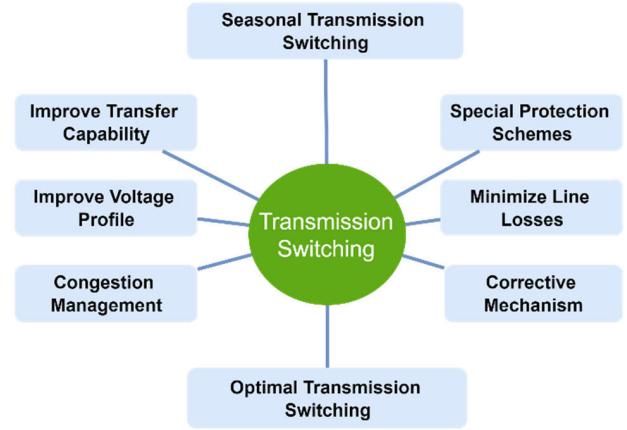 Seasonal Transmission
Switching
Improve Transfer
Capability
Special Protection
Schemes
Improve Voltage
Profile
Transmission
Switching
Minimize Line
Losses
Congestion
Management
Corrective
Mechanism
Optimal Transmission
Switching